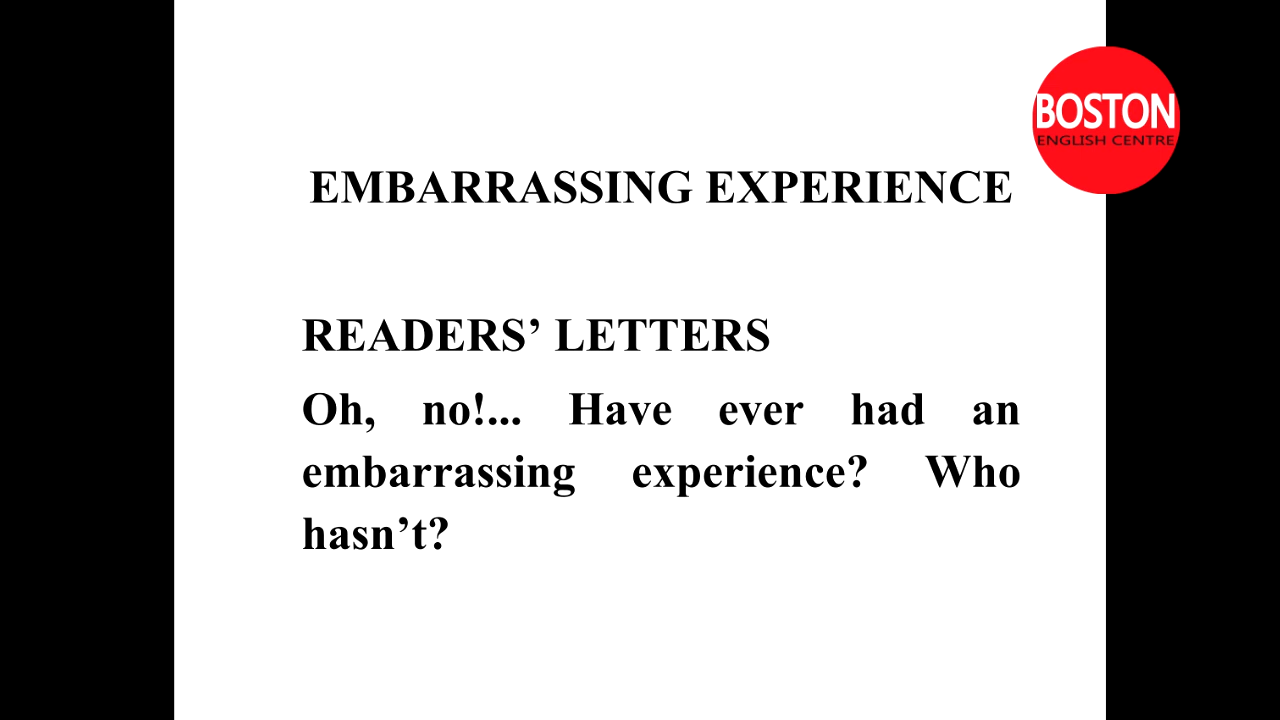 BOSTON
ENGLISH CENTRE
EMBARRASSING EXPERIENCE
READERS’ LETTERS
Oh, no!... Have ever had an
embarrassing experience? Who
hasn’t?